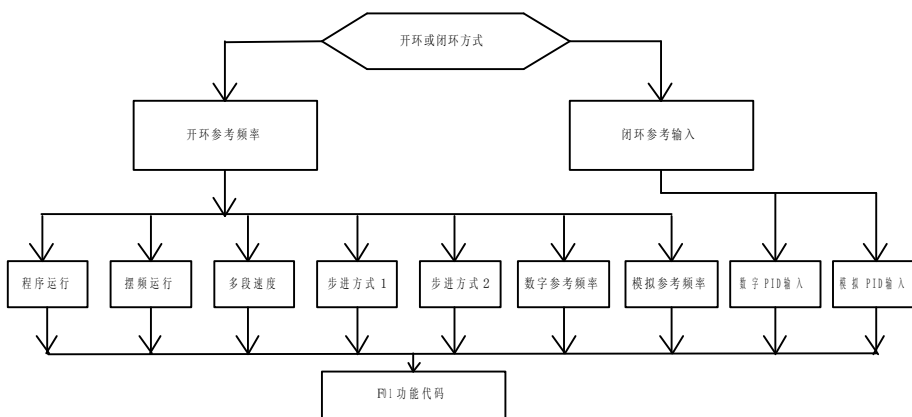 开环或闭环方式
开环参考频率
闭环参考输入
程序运行
摆频运行
多段速度
步进方式1
步进方式2
数字参考频率
模拟参考频率
数字PID输入
模拟 PID输入
F01功能代码